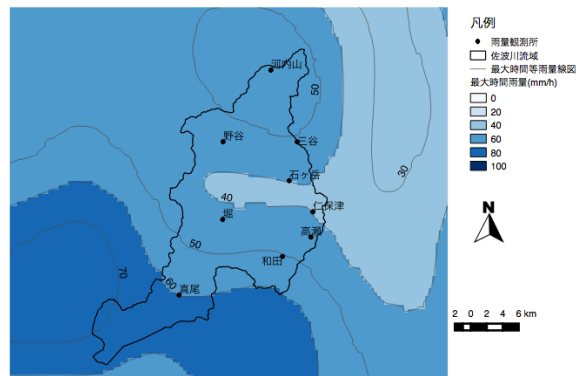 凡例
雨量観測所
佐波川流域
最大時間等雨量線図
最大時間雨量(mm/h)
0
20
40
60
80
100
河内山
50
野谷
三谷
30
石ヶ岳
40
仁保津
堀
高瀬
50
和田
70
60
真尾
N
2 0 2 4 6 km